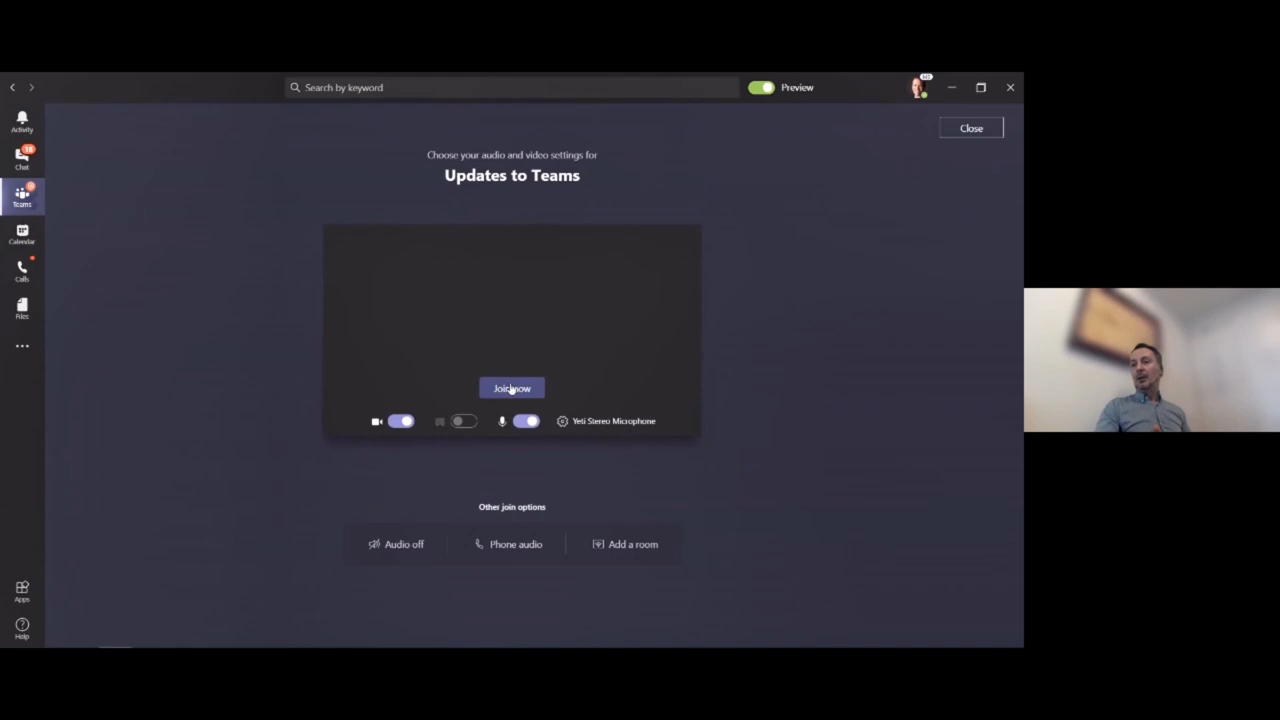 Search by keyword
Preview
Activity
Chat
Teams
Calendar
Calls
Files
Apps
Help
Close
Choose your audio and video settings for
Updates to Teams
Join now
Yeti Stereo Microphone
Other join options
Audio off
Phone audio
Add a room